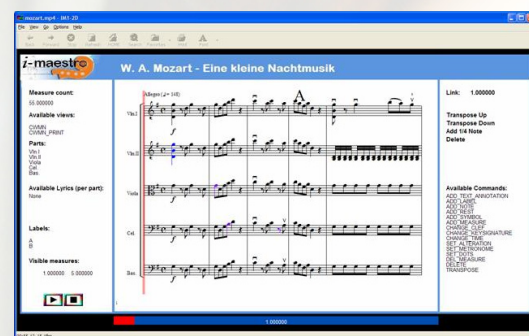 mozart.mp4 - IM1-2D
File View Go Options Help
i-maestro
W. A. Mozart - Eine kleine Nachtmusik
Measure count:
55.000000
Available views:
CWMN
CWMN_PRINT
Parts:
Vln.I
Vln.II
Viola
Cel.
Bas.
Available Lyrics (per part):
None
Labels:
A
B
Visible measures:
1.000000 5.000000
Allegro
A
Vln.I
Vln.II
Viola
Cel.
Bas.
f
f
f
f
f
1
Link: 1.000000
Transpose Up
Transpose Down
Add 1/4 Note
Delete
Available Commands:
ADD_TEXT_ANNOTATION
ADD_LABEL
ADD_NOTE
ADD_REST
ADD_SYMBOL
ADD_MEASURE
CHANGE_CLEF
CHANGE_KEYSIGNATURE
CHANGE_TIME
SET_ALTERATION
SET_METRONOME
SET_DOTS
DEL_MEASURE
DELETE
TRANSPOSE
1.000000